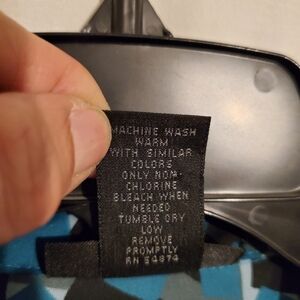 MACHINE WASH
WARM
WITH SIMILAR
COLORS
ONLY NON-
CHLORINE
BLEACH WHEN
NEEDED
TUMBLE DRY
LOW
REMOVE
PROMPTLY
RN 54874